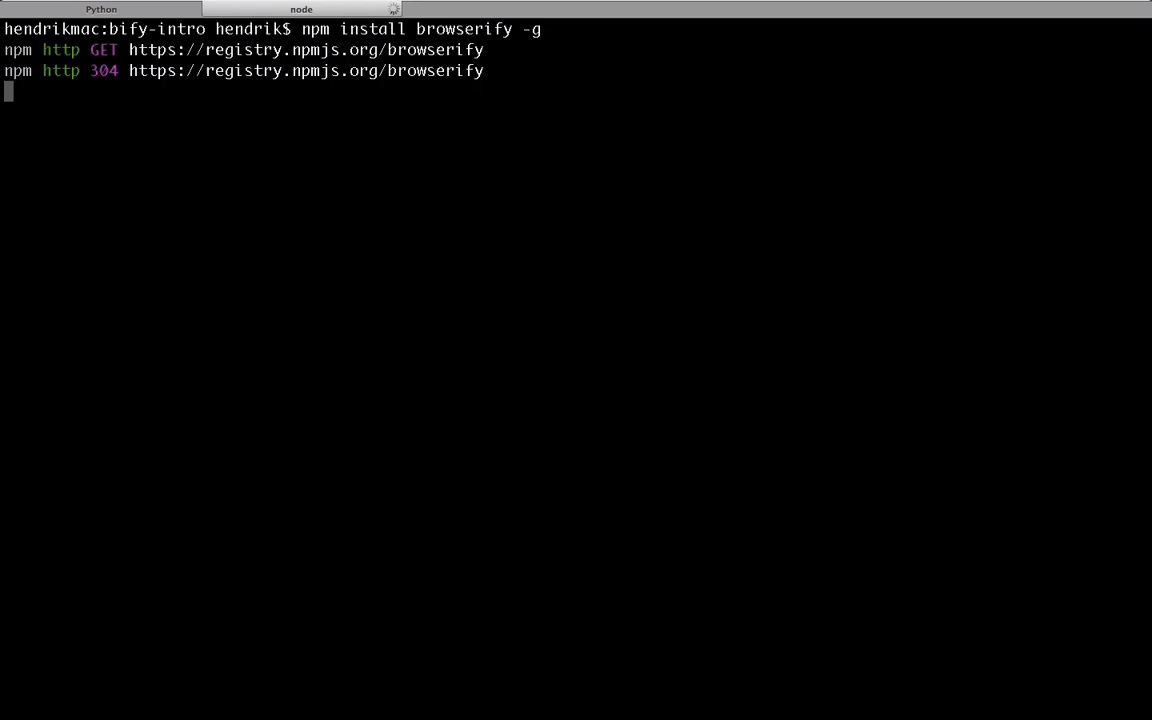 Python
node
hendrikmac:bify-intro hendrik$ npm install browserify -g
npm http GET https://registry.npmjs.org/browserify
npm http 304 https://registry.npmjs.org/browserify